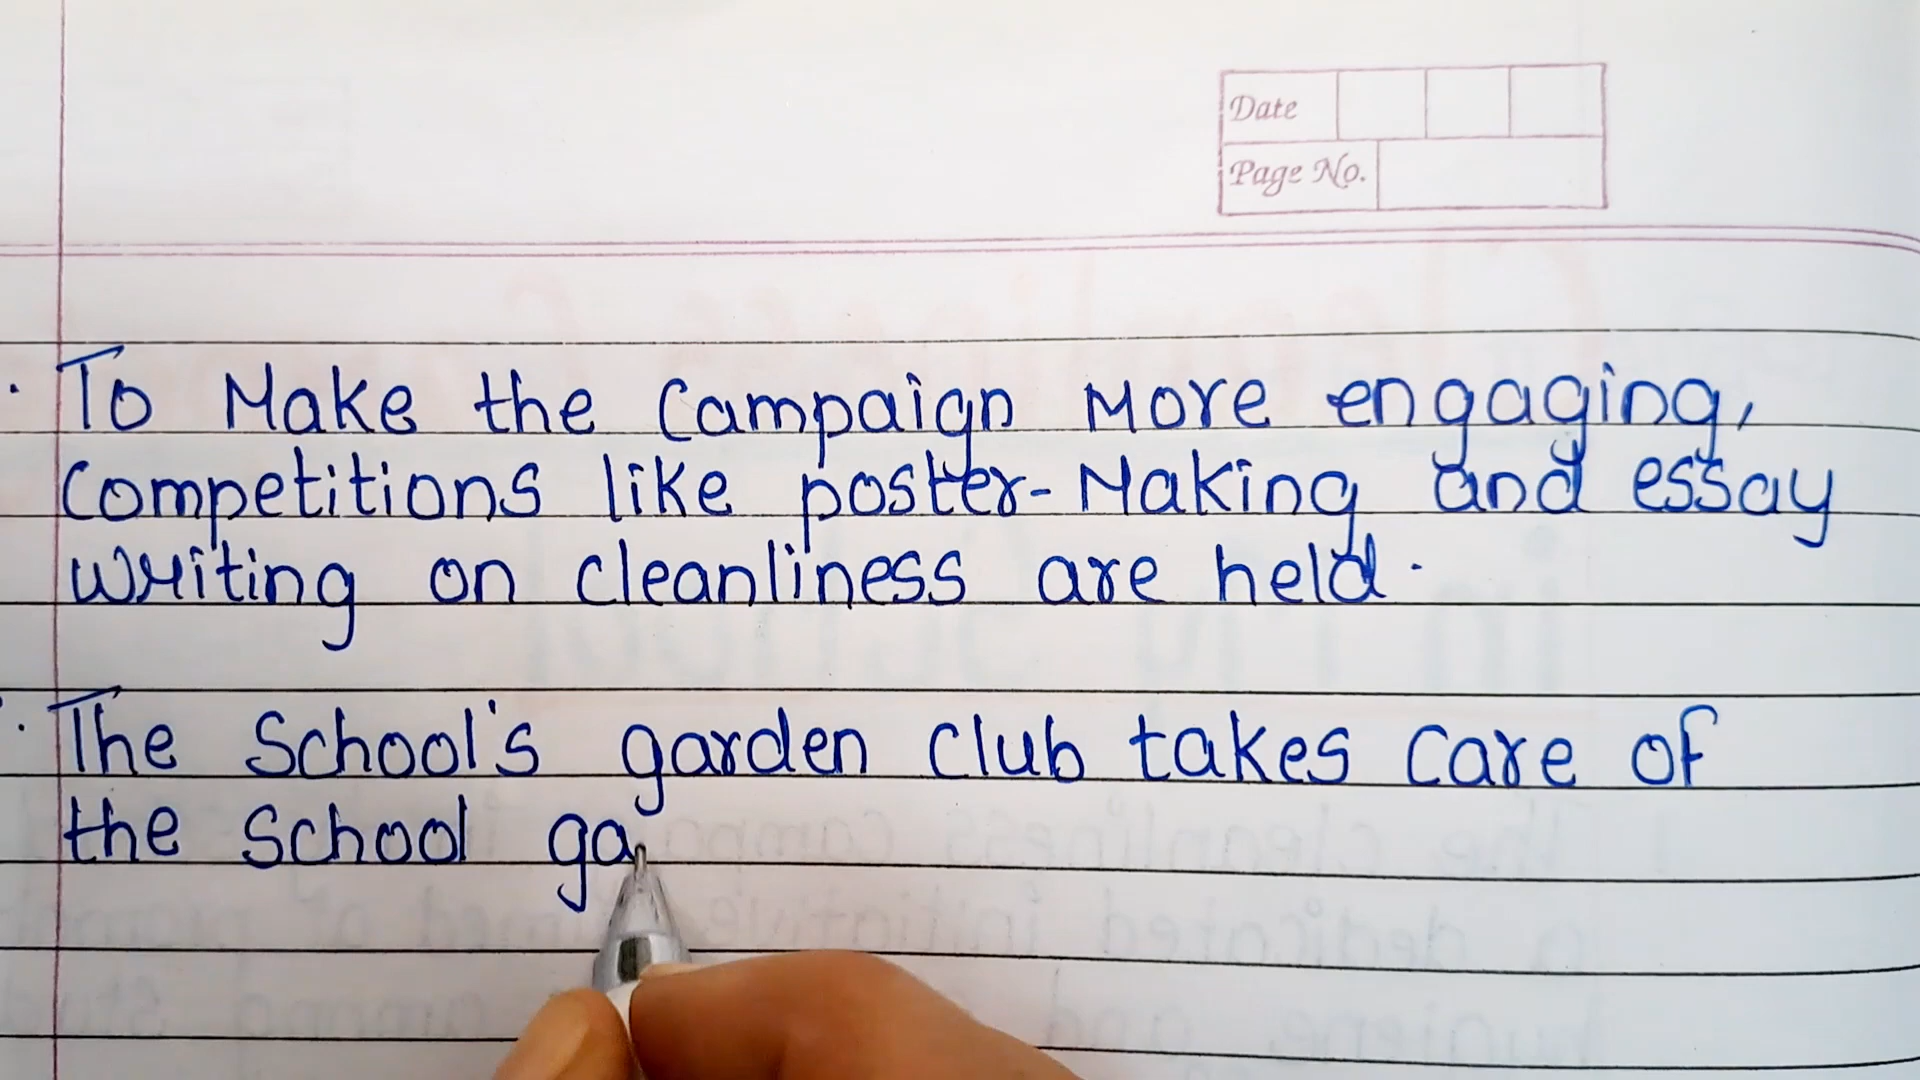 Date
Page No.
· To Make the Campaign More engaging,
Competitions like poster-Making and essay
writing on cleanliness are held.
· The School's garden club takes care of
the school ga